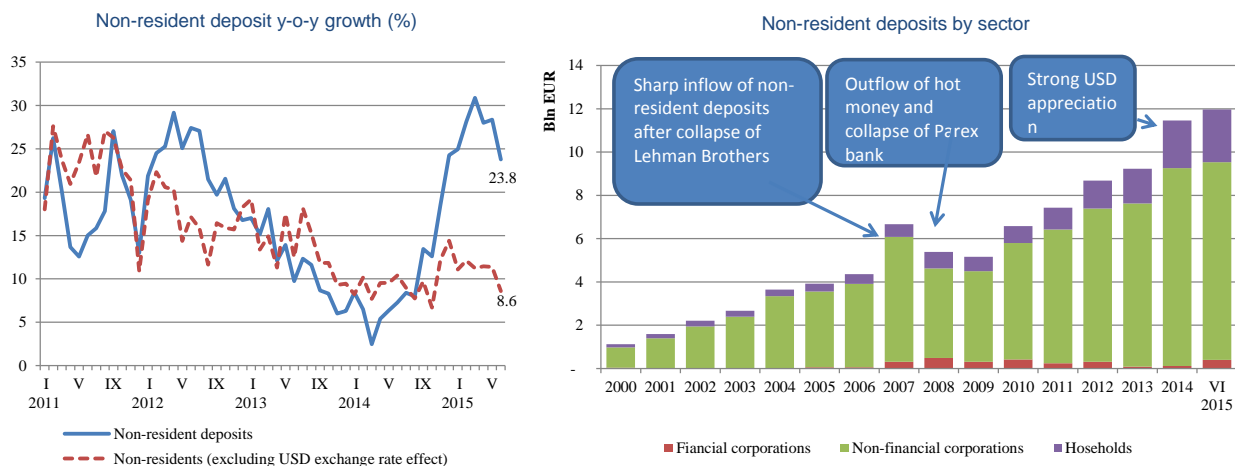 Non-resident deposit y-o-y growth (%)
35
30
25
20
15
10
5
0
23.8
8.6
I V IX I V IX I V IX I V IX I V
2011 2012 2013 2014 2015
Non-resident deposits
Non-residents (excluding USD exchange rate effect)
Non-resident deposits by sector
Bln EUR
14
12
10
8
6
4
2
-
Sharp inflow of non-
resident deposits
after collapse of
Lehman Brothers
Outflow of hot
money and
collapse of Parex
bank
Strong USD
appreciatio
n
2000 2001 2002 2003 2004 2005 2006 2007 2008 2009 2010 2011 2012 2013 2014 VI
2015
Fiancial corporations
Non-financial corporations
Hoseholds